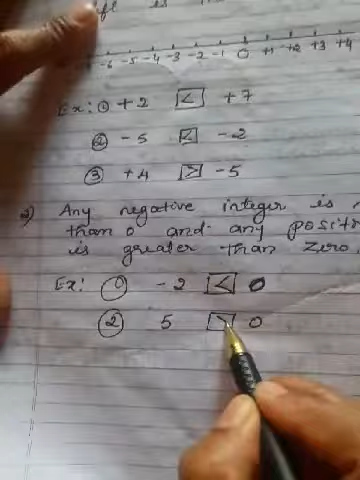 is
-6 -5 -4 -3 -2 -1 0 +1 +2 +3 +4
Ex: ① +2 < +7
② -5 < -2
③ +4 > -5
2) Any negative integer is
than 0 and any
is greater than zero.
Ex: ① -2 < 0
② 5 > 0